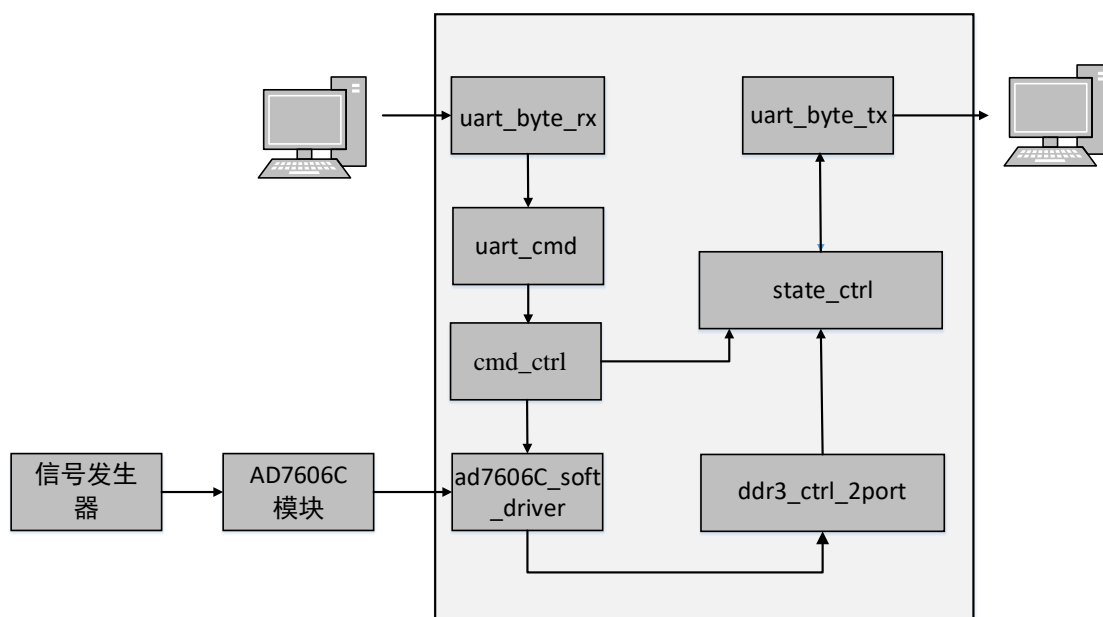 uart_byte_rx
uart_byte_tx
uart_cmd
state_ctrl
cmd_ctrl
信号发生
器
AD7606C
模块
ad7606C_soft
_driver
ddr3_ctrl_2port